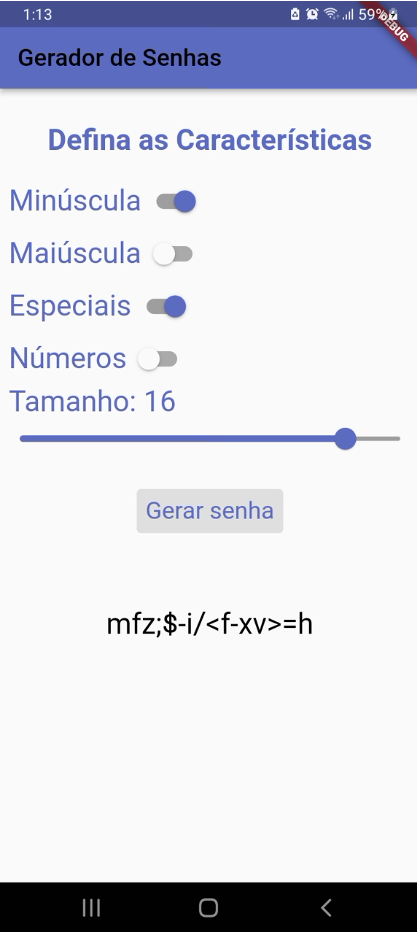 1:13 59%
DEBUG
Gerador de Senhas
Defina as Características
Minúscula
Maiúscula
Especiais
Números
Tamanho: 16
Gerar senha
mfz;$-i/<f-xv>=h